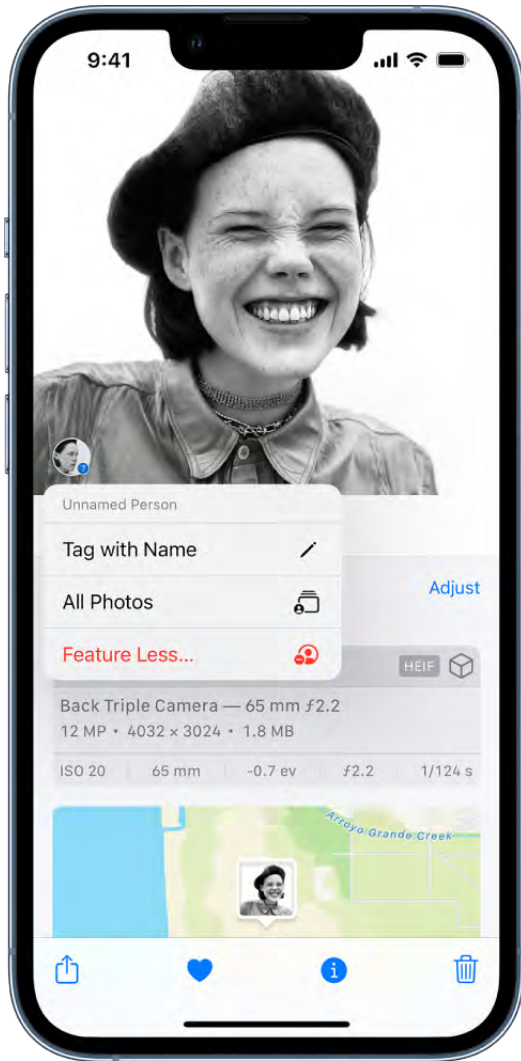 9:41
Unnamed Person
Tag with Name
All Photos
Feature Less...
Adjust
HEIF
Back Triple Camera — 65 mm ƒ2.2
12 MP • 4032 × 3024 • 1.8 MB
ISO 20 65 mm -0.7 ev ƒ2.2 1/124 s
Arroyo Grande Creek